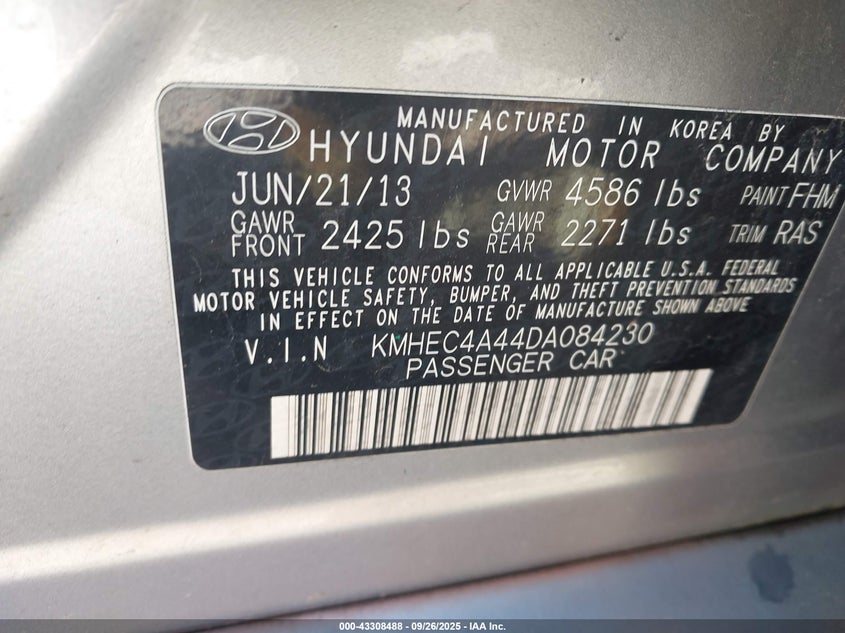 MANUFACTURED IN KOREA BY
HYUNDAI MOTOR COMPANY
JUN/21/13 GVWR 4586 lbs PAINT FHM
GAWR FRONT 2425 lbs GAWR REAR 2271 lbs TRIM RAS
THIS VEHICLE CONFORMS TO ALL APPLICABLE U.S.A. FEDERAL
MOTOR VEHICLE SAFETY, BUMPER, AND THEFT PREVENTION STANDARDS
IN EFFECT ON THE DATE OF MANUFACTURE SHOWN ABOVE
V.I.N KMHEC4A44DA084230
PASSENGER CAR
000-43308488 - 09/26/2025 - IAA Inc.